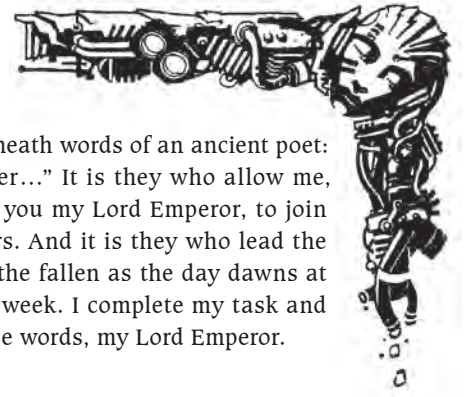 neath words of an ancient poet:
er…” It is they who allow me,
you my Lord Emperor, to join
rs. And it is they who lead the
the fallen as the day dawns at
week. I complete my task and
e words, my Lord Emperor.